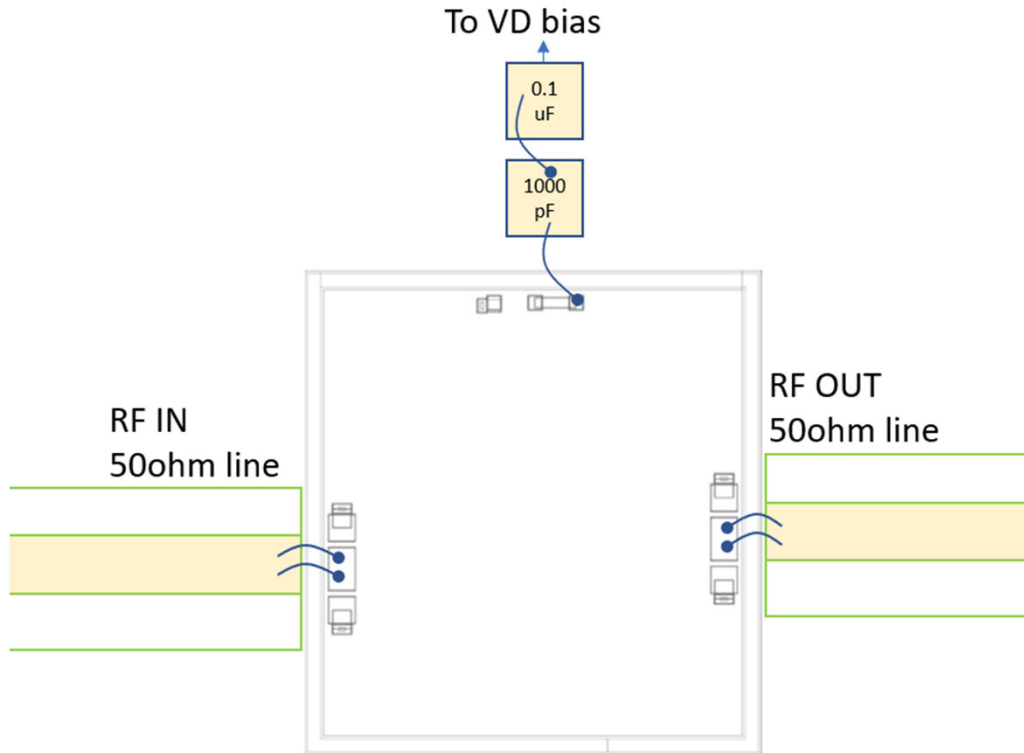 To VD bias
0.1
uF
1000
pF
RF OUT
50ohm line
RF IN
50ohm line